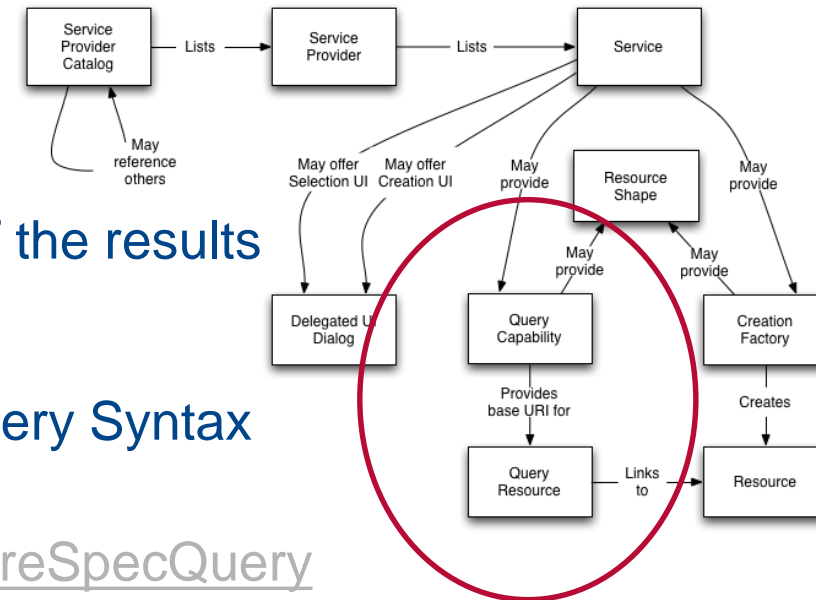 Service
Provider
Catalog
Lists
Service
Provider
Lists
Service
May
reference
others
May offer
Selection UI
May offer
Creation UI
May
provide
Resource
Shape
May
provide
the results
May
provide
May
provide
Delegated UI
Dialog
Query
Capability
Creation
Factory
Provides
base URI for
Creates
ery Syntax
Query
Resource
Links
to
Resource
reSpecQuery